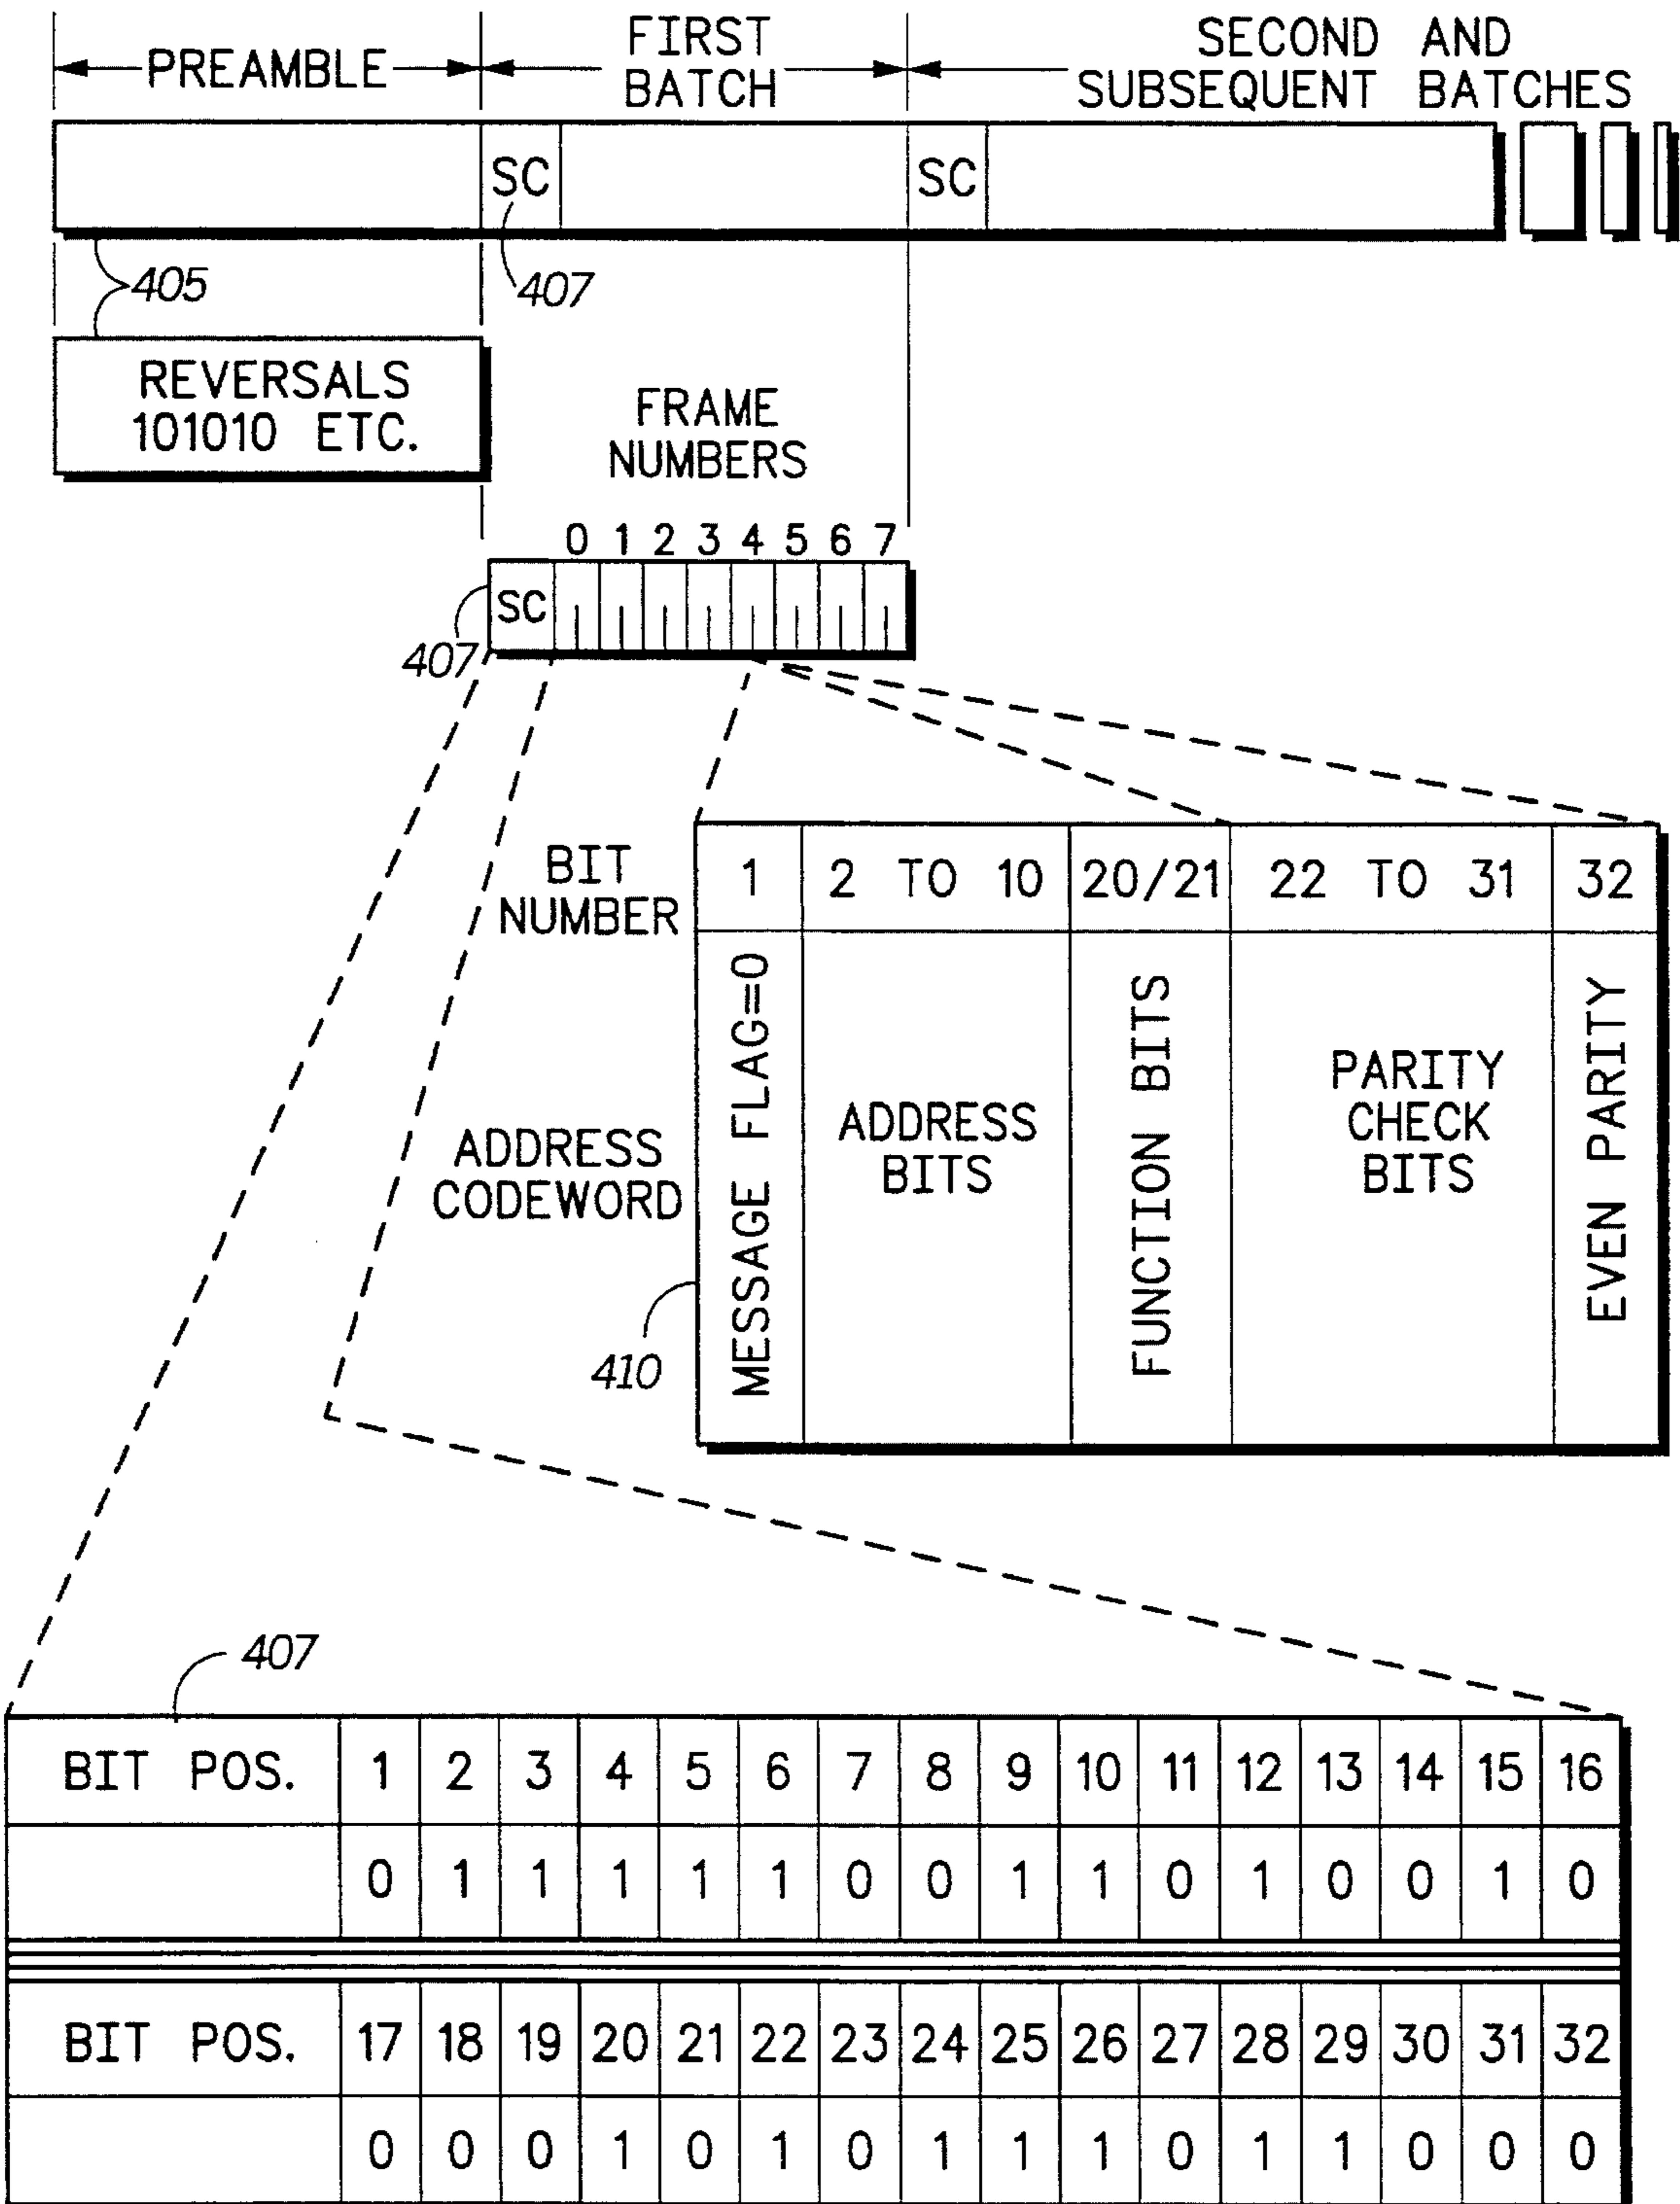 PREAMBLE
FIRST BATCH
SECOND AND
SUBSEQUENT BATCHES
SC
SC
405
407
REVERSALS
101010 ETC.
FRAME
NUMBERS
0 1 2 3 4 5 6 7
SC
407
BIT
NUMBER
1 2 TO 10 20/21 22 TO 31 32
ADDRESS
CODEWORD
MESSAGE FLAG=0
ADDRESS
BITS
FUNCTION BITS
PARITY
CHECK
BITS
EVEN PARITY
410
407
BIT POS. 1 2 3 4 5 6 7 8 9 10 11 12 13 14 15 16
0 1 1 1 1 1 0 0 1 1 0 1 0 0 1 0
BIT POS. 17 18 19 20 21 22 23 24 25 26 27 28 29 30 31 32
0 0 0 1 0 1 0 1 1 1 0 1 1 0 0 0